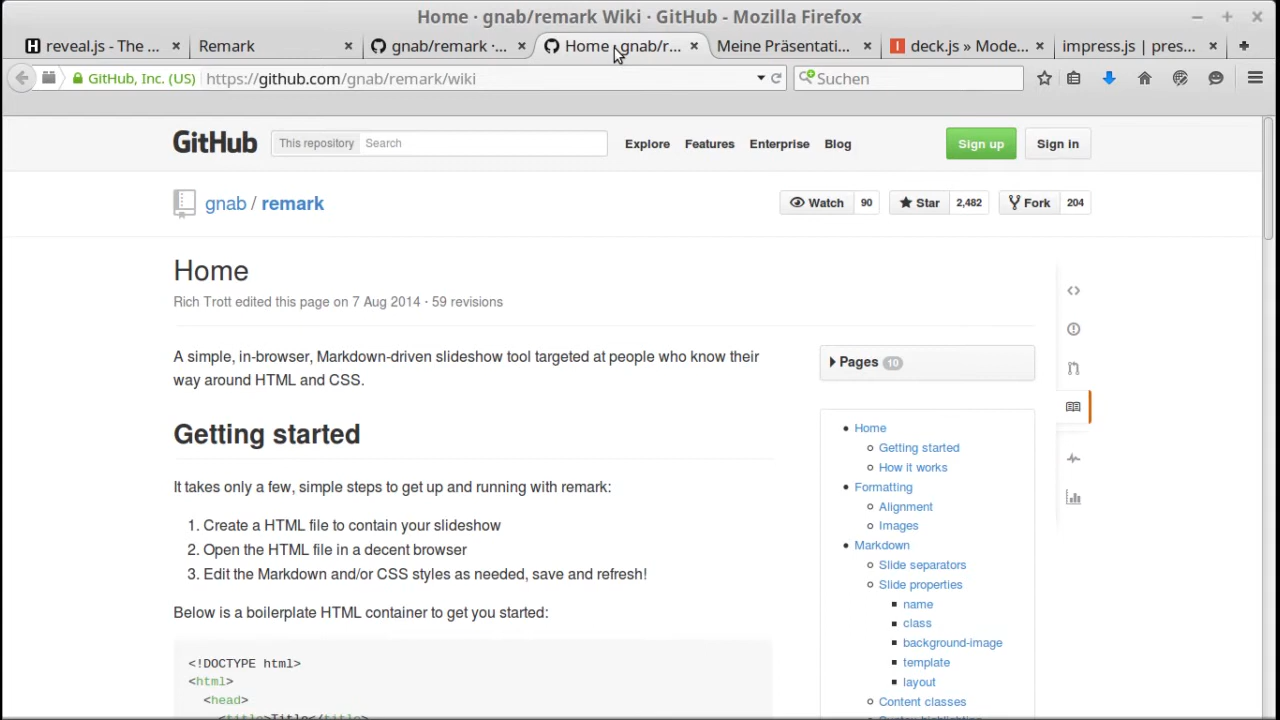 Home · gnab/remark Wiki · GitHub - Mozilla Firefox
reveal.js - The ...
Remark
gnab/remark ·...
Home · gnab/r...
Meine Präsentati...
deck.js » Mode...
impress.js | pres...
GitHub, Inc. (US)
https://github.com/gnab/remark/wiki
Suchen
GitHub
This repository
Search
Explore
Features
Enterprise
Blog
Sign up
Sign in
gnab / remark
Watch 90
Star 2,482
Fork 204
Home
Rich Trott edited this page on 7 Aug 2014 · 59 revisions
A simple, in-browser, Markdown-driven slideshow tool targeted at people who know their
way around HTML and CSS.
Getting started
It takes only a few, simple steps to get up and running with remark:
1. Create a HTML file to contain your slideshow
2. Open the HTML file in a decent browser
3. Edit the Markdown and/or CSS styles as needed, save and refresh!
Below is a boilerplate HTML container to get you started:
<!DOCTYPE html>
<html>
<head>
<title>Title</title>
Pages 10
Home
Getting started
How it works
Formatting
Alignment
Images
Markdown
Slide separators
Slide properties
name
class
background-image
template
layout
Content classes
Syntax highlighting